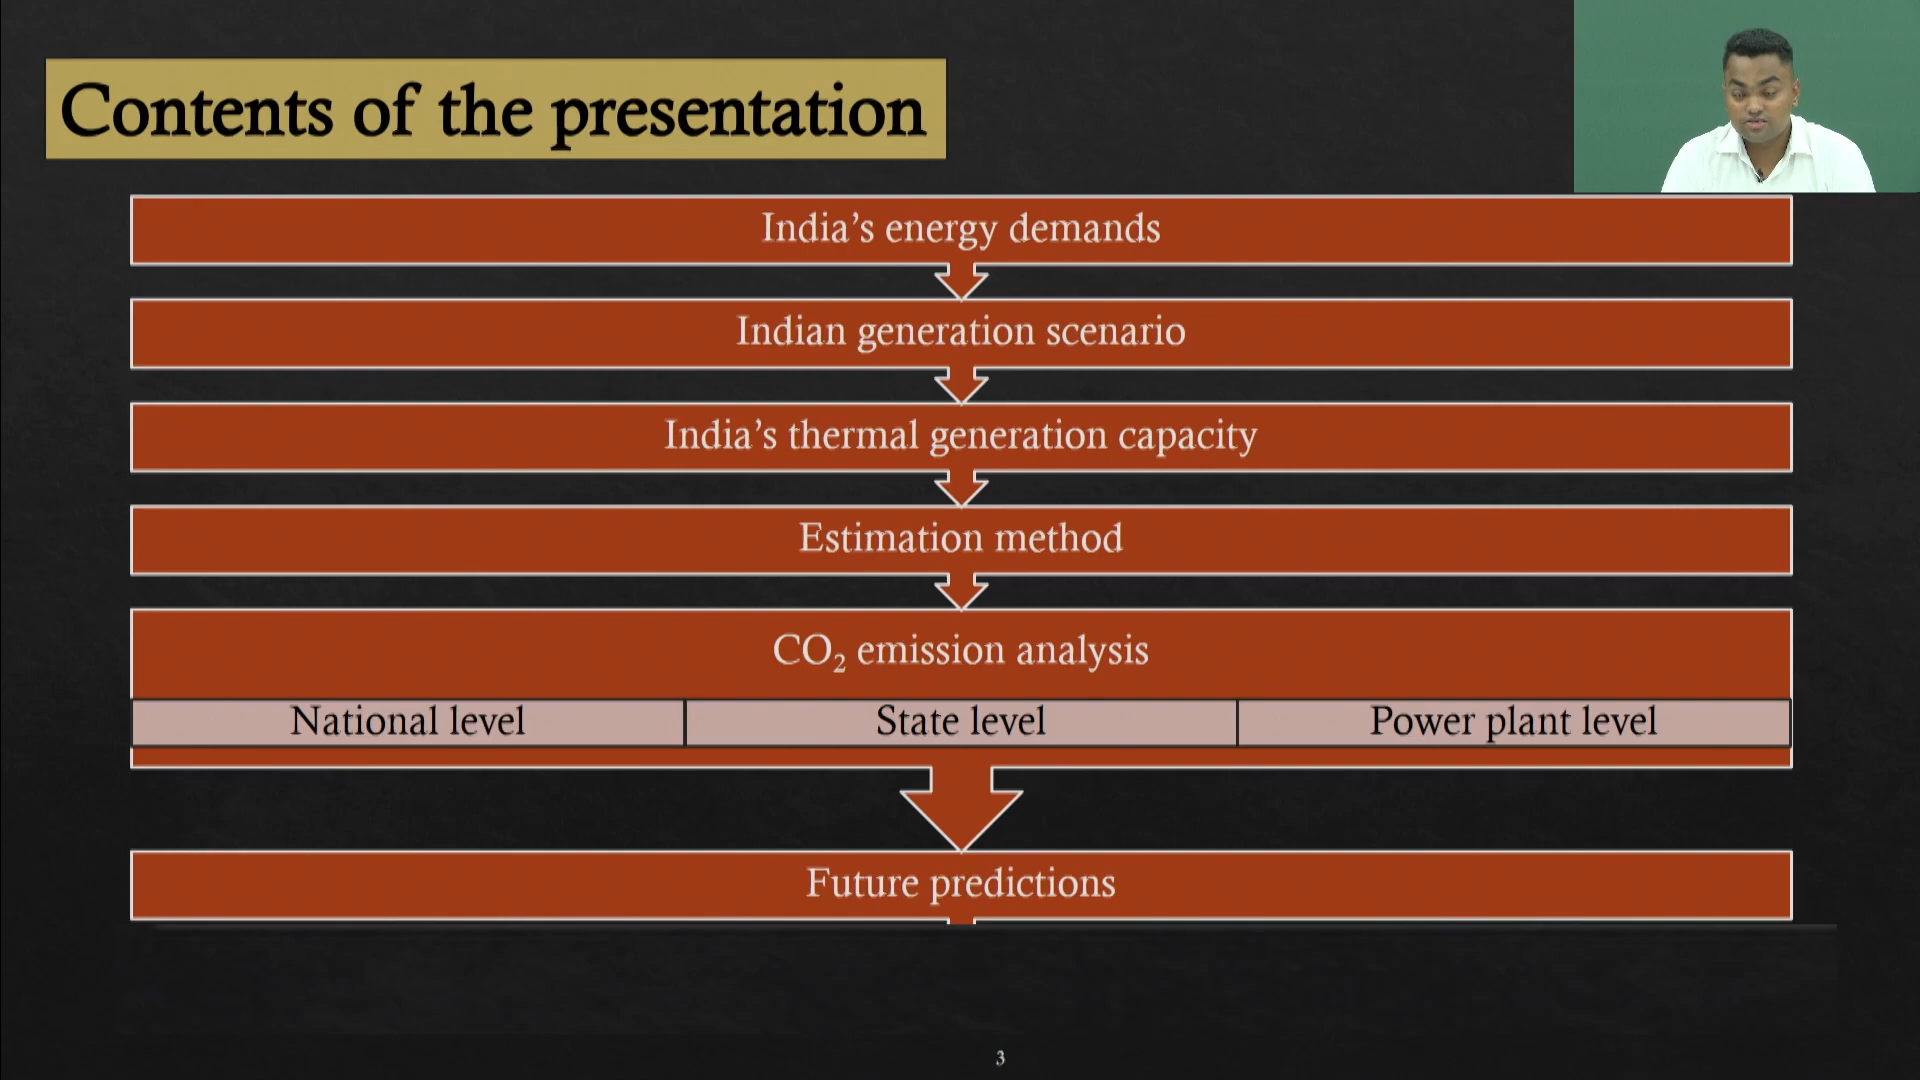 Contents of the presentation
India’s energy demands
Indian generation scenario
India’s thermal generation capacity
Estimation method
CO₂ emission analysis
National level
State level
Power plant level
Future predictions
3